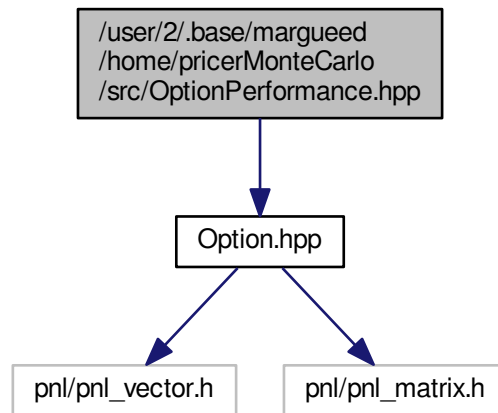 /user/2/.base/margueed
/home/pricerMonteCarlo
/src/OptionPerformance.hpp
Option.hpp
pnl/pnl_vector.h
pnl/pnl_matrix.h